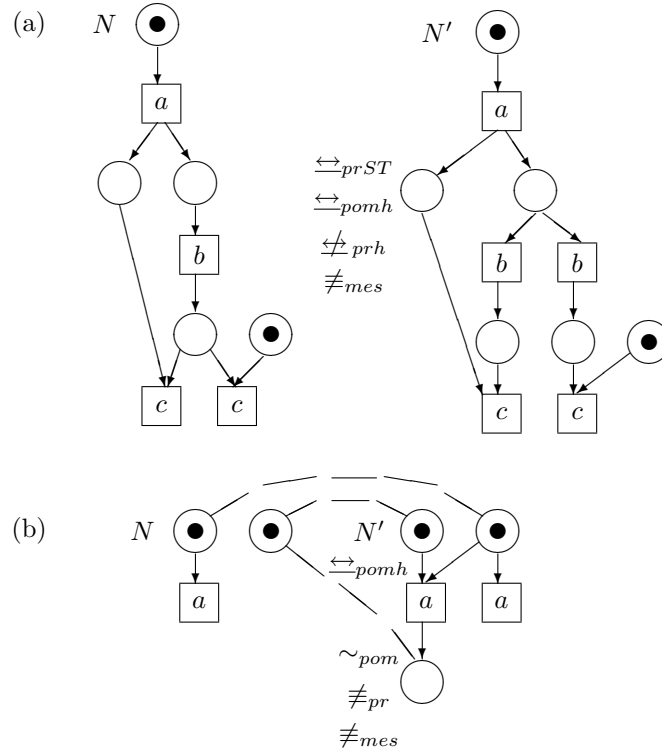 (a) N N′
a a
↔prST
↔pomh
b b b
↮prh
≢mes
c c c c
(b) N N′
↔pomh
a a a
∼pom
≢pr
≢mes